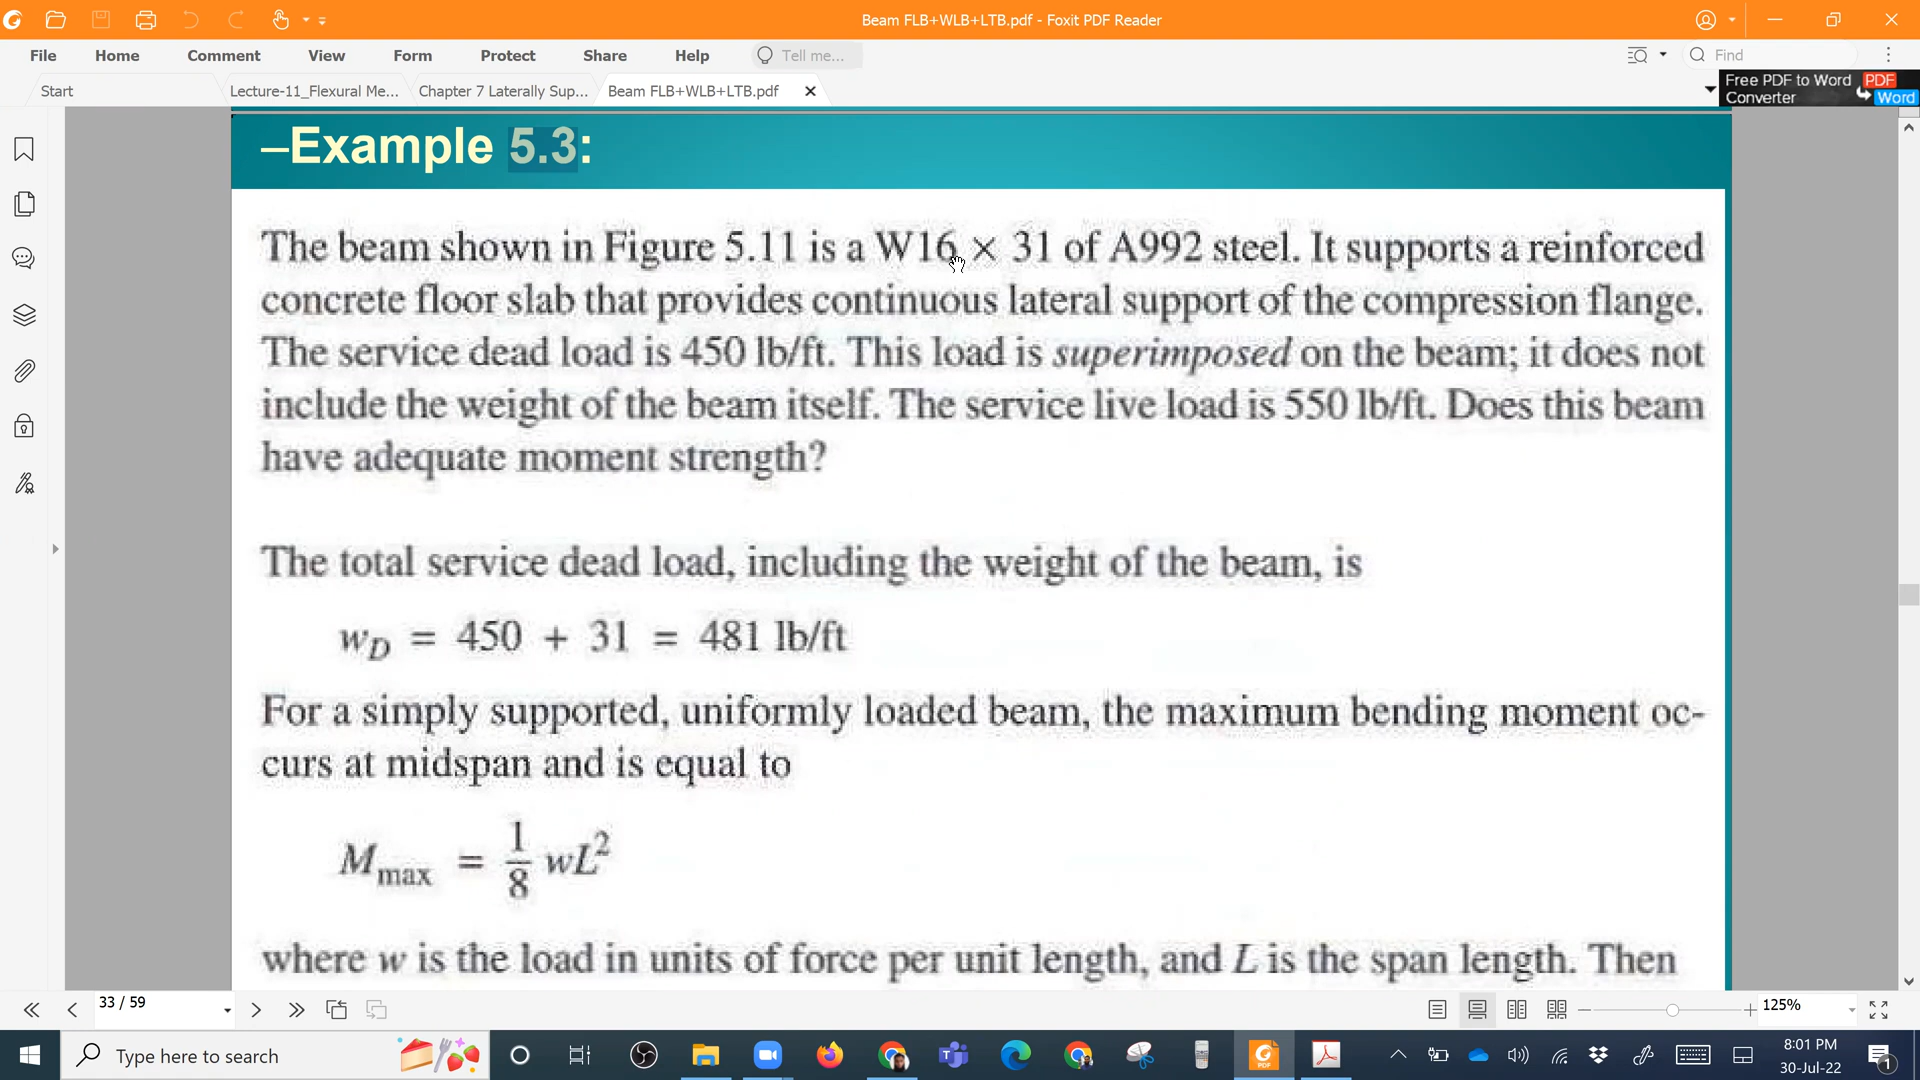 Beam FLB+WLB+LTB.pdf - Foxit PDF Reader
File Home Comment View Form Protect Share Help Tell me... Find
Start Lecture-11_Flexural Me... Chapter 7 Laterally Sup... Beam FLB+WLB+LTB.pdf
Free PDF to Word PDF
Converter Word
–Example 5.3:
The beam shown in Figure 5.11 is a W16 × 31 of A992 steel. It supports a reinforced
concrete floor slab that provides continuous lateral support of the compression flange.
The service dead load is 450 lb/ft. This load is superimposed on the beam; it does not
include the weight of the beam itself. The service live load is 550 lb/ft. Does this beam
have adequate moment strength?
The total service dead load, including the weight of the beam, is
w_D = 450 + 31 = 481 lb/ft
For a simply supported, uniformly loaded beam, the maximum bending moment oc-
curs at midspan and is equal to
M_max = 1/8 wL²
where w is the load in units of force per unit length, and L is the span length. Then
33 / 59 125%
Type here to search
8:01 PM
30-Jul-22
1